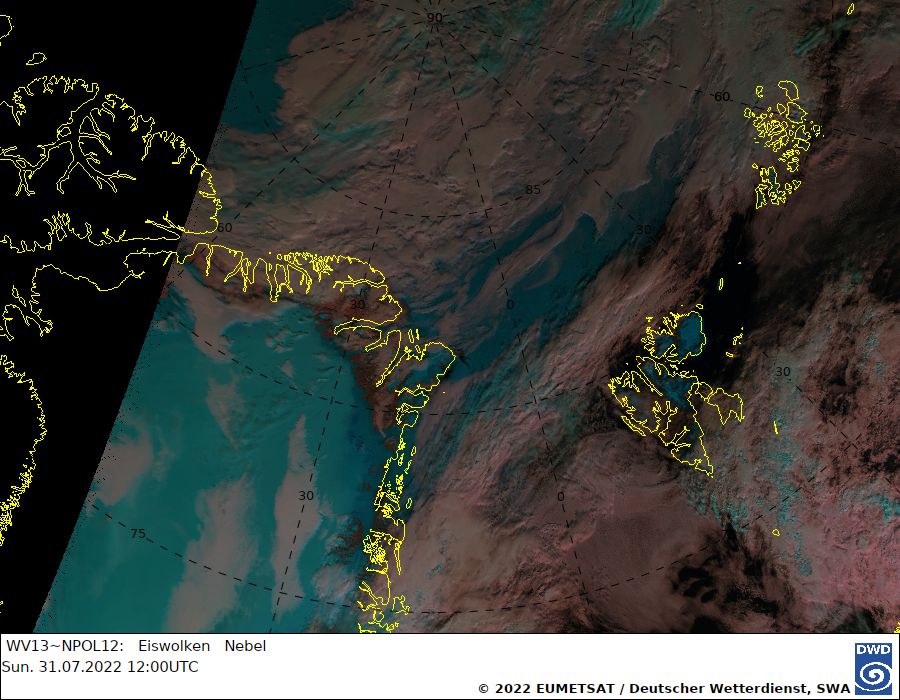 90
60
85
60
30
30
0
30
30
0
75
WV13~NPOL12: Eiswolken Nebel
Sun. 31.07.2022 12:00UTC
DWD
© 2022 EUMETSAT / Deutscher Wetterdienst, SWA